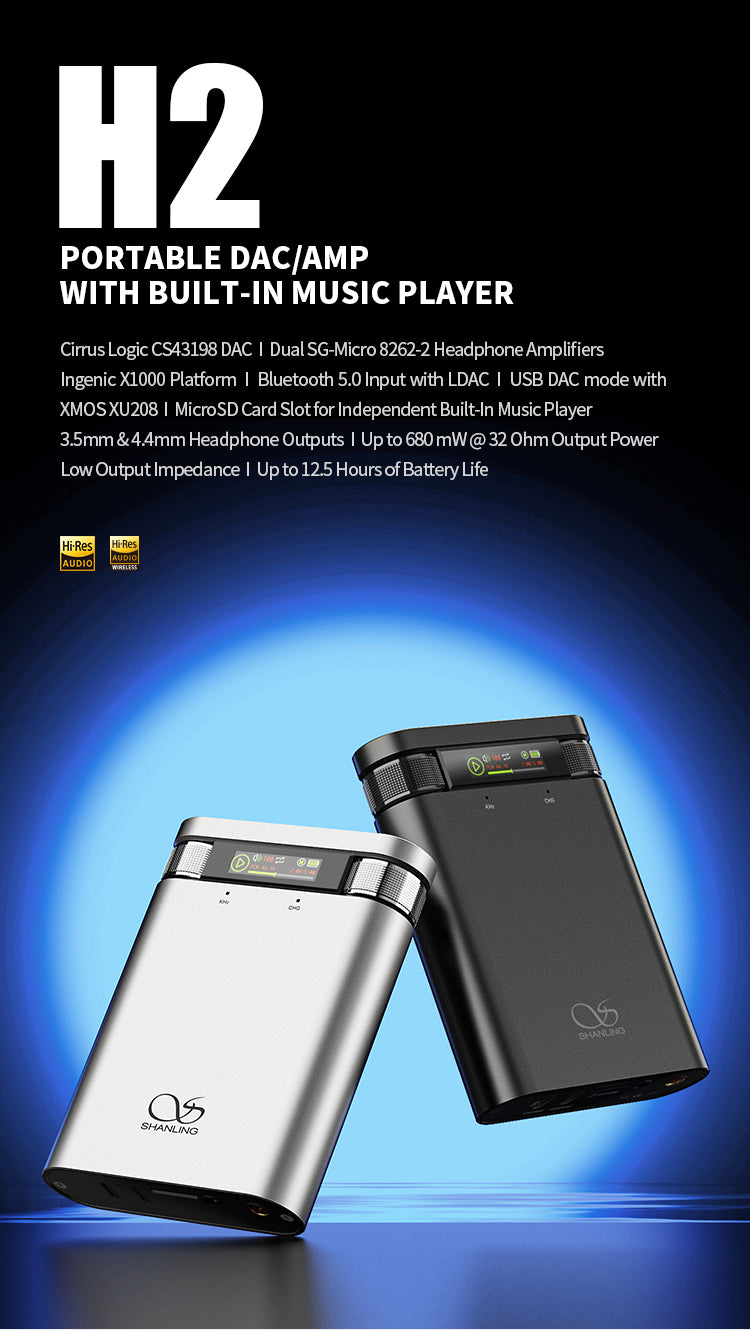 H2
PORTABLE DAC/AMP
WITH BUILT-IN MUSIC PLAYER
Cirrus Logic CS43198 DAC I Dual SG-Micro 8262-2 Headphone Amplifiers
Ingenic X1000 Platform I Bluetooth 5.0 Input with LDAC I USB DAC mode with
XMOS XU208 I MicroSD Card Slot for Independent Built-In Music Player
3.5mm & 4.4mm Headphone Outputs I Up to 680 mW @ 32 Ohm Output Power
Low Output Impedance I Up to 12.5 Hours of Battery Life
Hi-Res
AUDIO
Hi-Res
AUDIO
WIRELESS
100
KHz
CHG
SHANLING
100
KHz
CHG
SHANLING